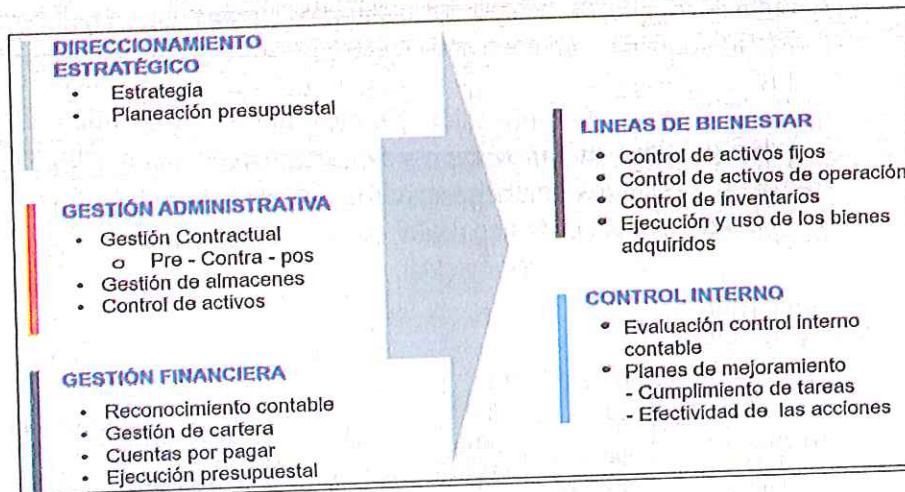 DIRECCIONAMIENTO
ESTRATÉGICO
• Estrategia
• Planeación presupuestal
GESTIÓN ADMINISTRATIVA
• Gestión Contractual
o Pre - Contra - pos
• Gestión de almacenes
• Control de activos
GESTIÓN FINANCIERA
• Reconocimiento contable
• Gestión de cartera
• Cuentas por pagar
• Ejecución presupuestal
LINEAS DE BIENESTAR
• Control de activos fijos
• Control de activos de operación
• Control de inventarios
• Ejecución y uso de los bienes
adquiridos
CONTROL INTERNO
• Evaluación control interno
contable
• Planes de mejoramiento
- Cumplimiento de tareas
- Efectividad de las acciones